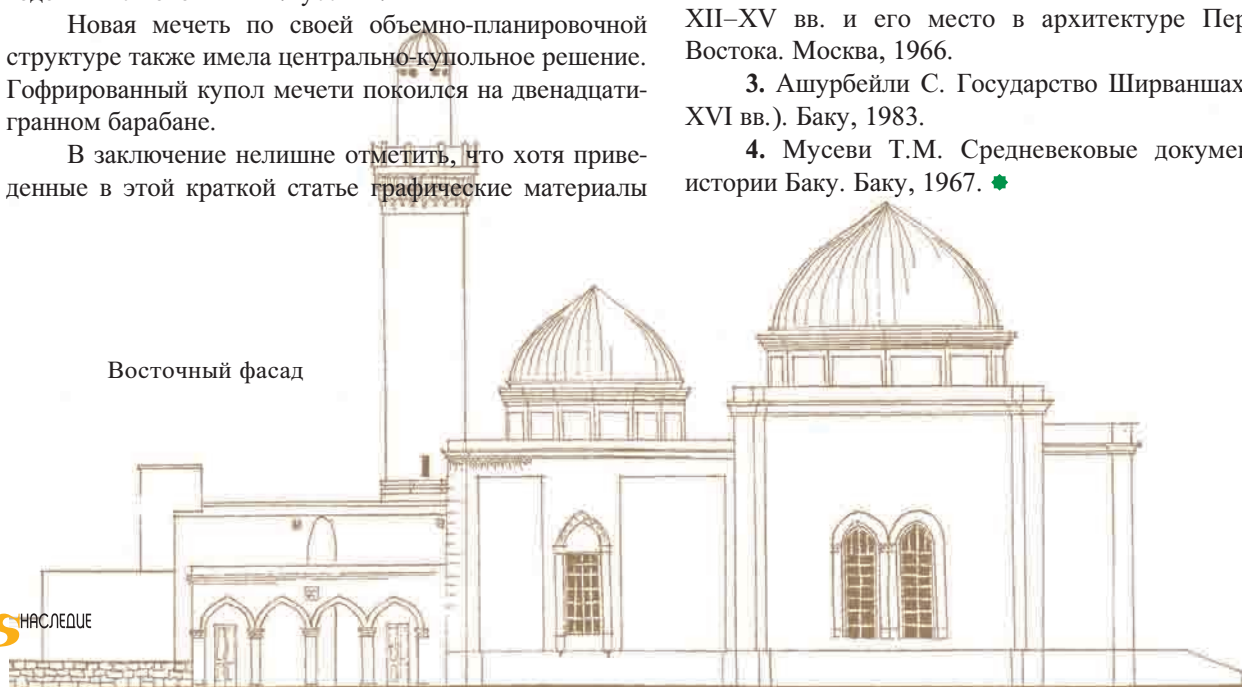 Новая мечеть по своей объемно-планировочной
структуре также имела центрально-купольное решение.
Гофрированный купол мечети покоился на двенадцати-
гранном барабане.
В заключение нелишне отметить, что хотя приве-
денные в этой краткой статье графические материалы
XII–XV вв. и его место в архитектуре Пер
Востока. Москва, 1966.
3. Ашурбейли С. Государство Ширваншах
XVI вв.). Баку, 1983.
4. Мусеви Т.М. Средневековые докумен
истории Баку. Баку, 1967.
Восточный фасад
S НАСЛЕДИЕ